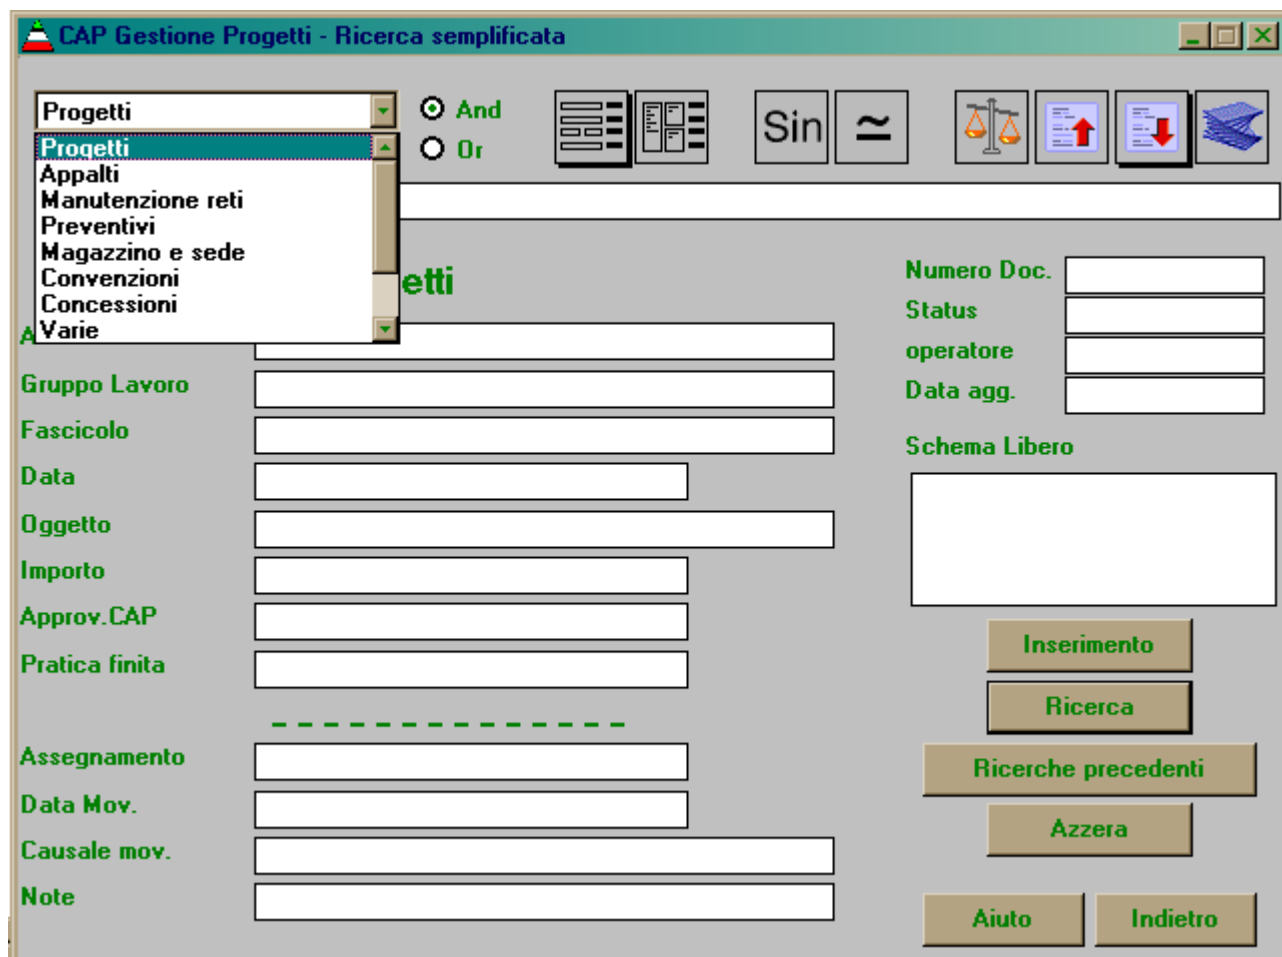 CAP Gestione Progetti - Ricerca semplificata
Progetti
And
Or
Sin
≃
Progetti
Appalti
Manutenzione reti
Preventivi
Magazzino e sede
Convenzioni
Concessioni
Varie
etti
A
Gruppo Lavoro
Fascicolo
Data
Oggetto
Importo
Approv.CAP
Pratica finita
- - - - - - - - - - - - - - -
Assegnamento
Data Mov.
Causale mov.
Note
Numero Doc.
Status
operatore
Data agg.
Schema Libero
Inserimento
Ricerca
Ricerche precedenti
Azzera
Aiuto
Indietro